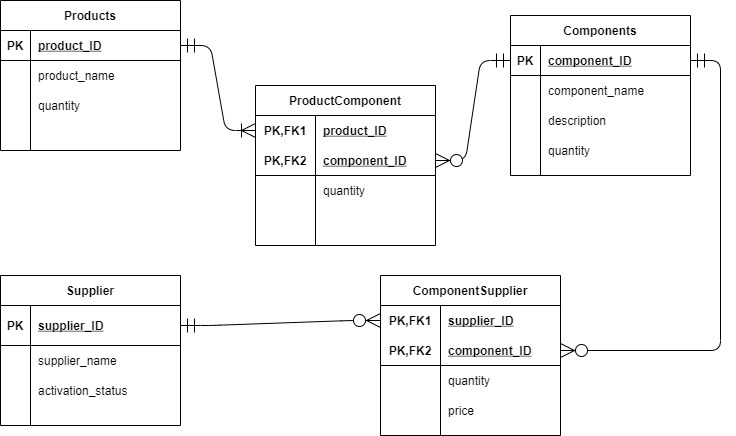 Products
PK product_ID
product_name
quantity
Components
PK component_ID
component_name
description
quantity
ProductComponent
PK,FK1 product_ID
PK,FK2 component_ID
quantity
Supplier
PK supplier_ID
supplier_name
activation_status
ComponentSupplier
PK,FK1 supplier_ID
PK,FK2 component_ID
quantity
price